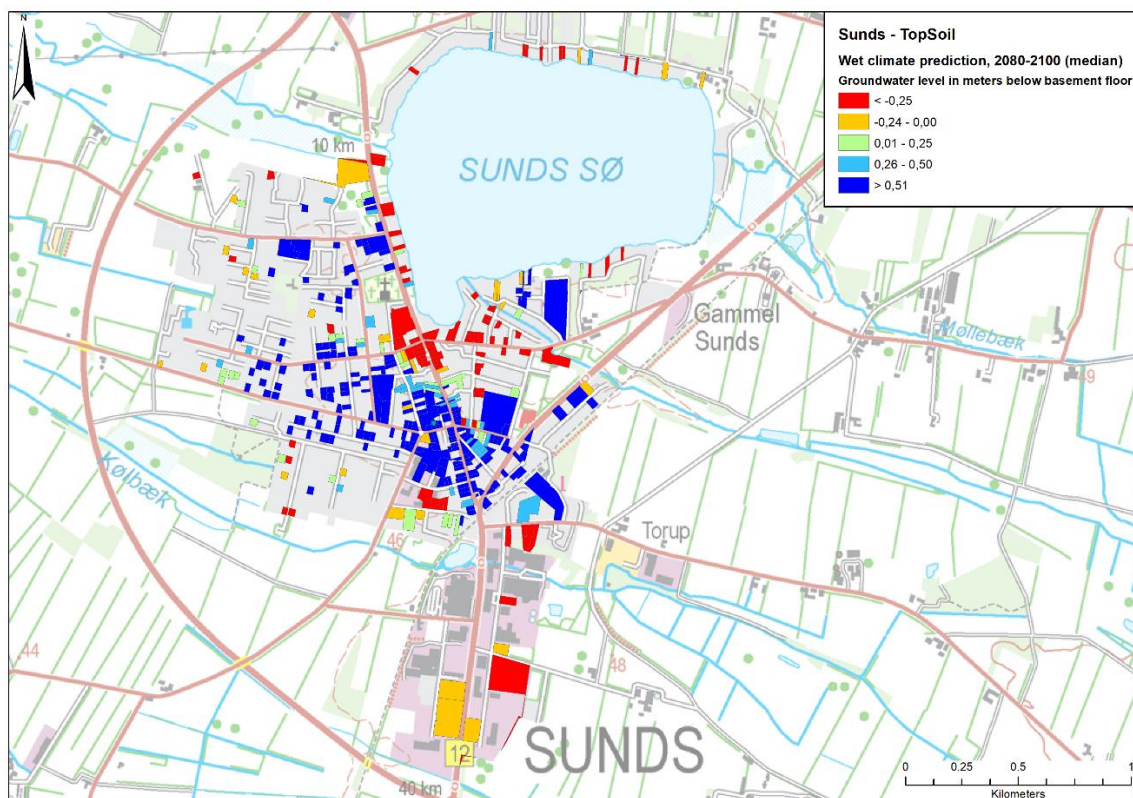 N
Sunds - TopSoil
Wet climate prediction, 2080-2100 (median)
Groundwater level in meters below basement floor
< -0,25
-0,24 - 0,00
0,01 - 0,25
0,26 - 0,50
> 0,51
10 km
SUNDS SØ
Gammel
Sunds
Møllebæk
49
Kølbæk
46
Torup
44
48
SUNDS
12
40 km
0 0.25 0.5 1
Kilometers